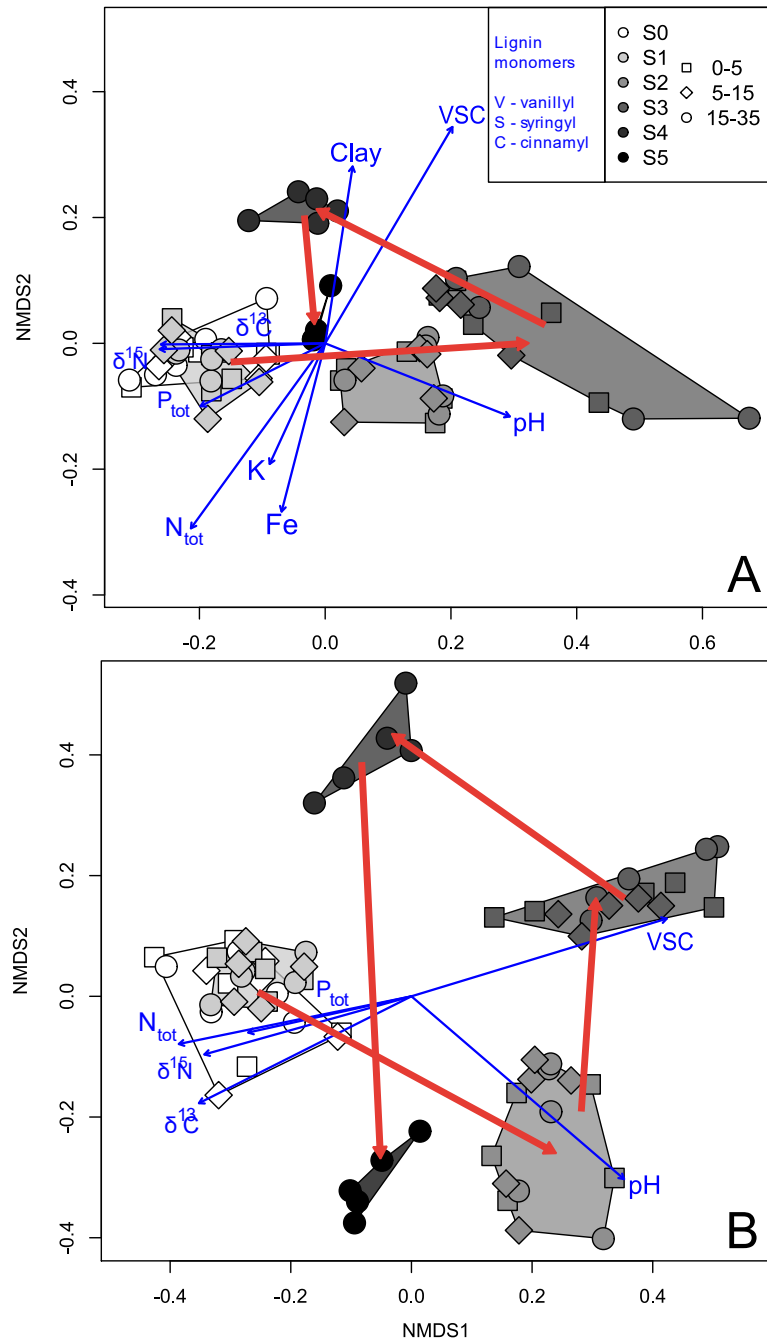 Lignin
monomers
V - vanillyl
S - syringyl
C - cinnamyl
S0
S1
S2
S3
S4
S5
0-5
5-15
15-35
NMDS2
0.4
0.2
0.0
-0.2
-0.4
VSC
Clay
δ13C
δ15N
Ptot
pH
K
Ntot
Fe
A
-0.2
0.0
0.2
0.4
0.6
NMDS2
0.4
0.2
0.0
-0.2
-0.4
VSC
Ptot
Ntot
δ15N
δ13C
pH
B
-0.4
-0.2
0.0
0.2
0.4
NMDS1